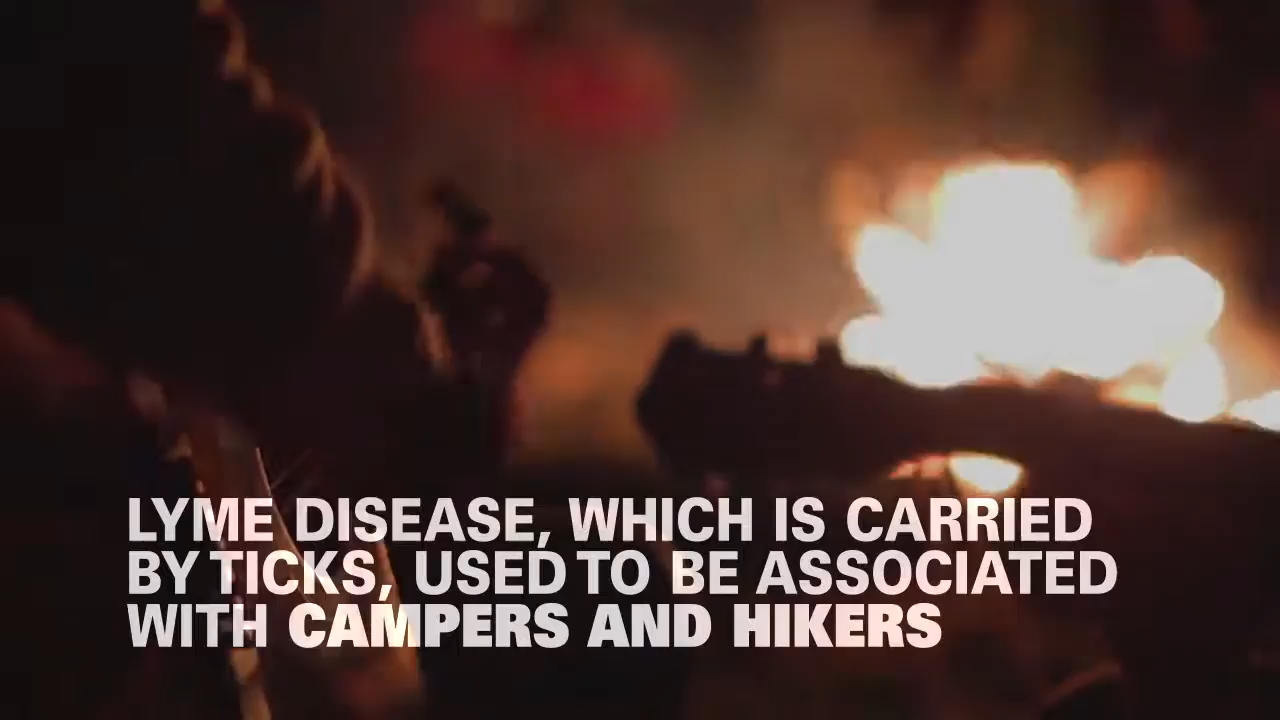 LYME DISEASE, WHICH IS CARRIED
BY TICKS, USED TO BE ASSOCIATED
WITH CAMPERS AND HIKERS